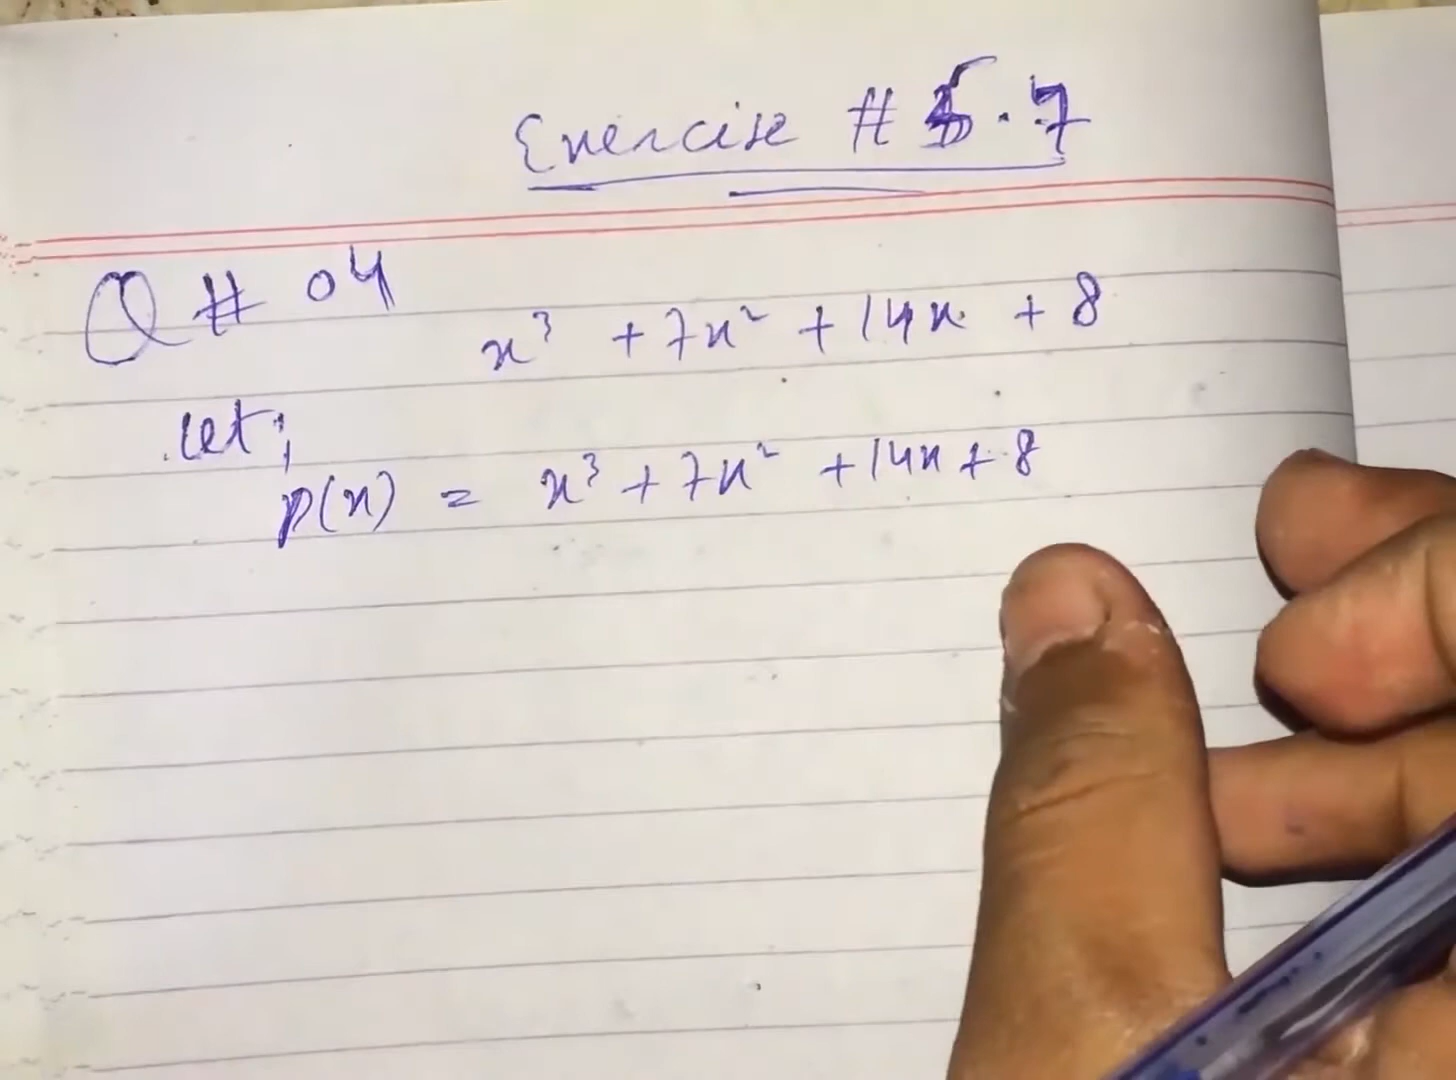 Exercise # 5.7
Q # 04
x³ + 7x² + 14x + 8
let;
p(x) = x³ + 7x² + 14x + 8